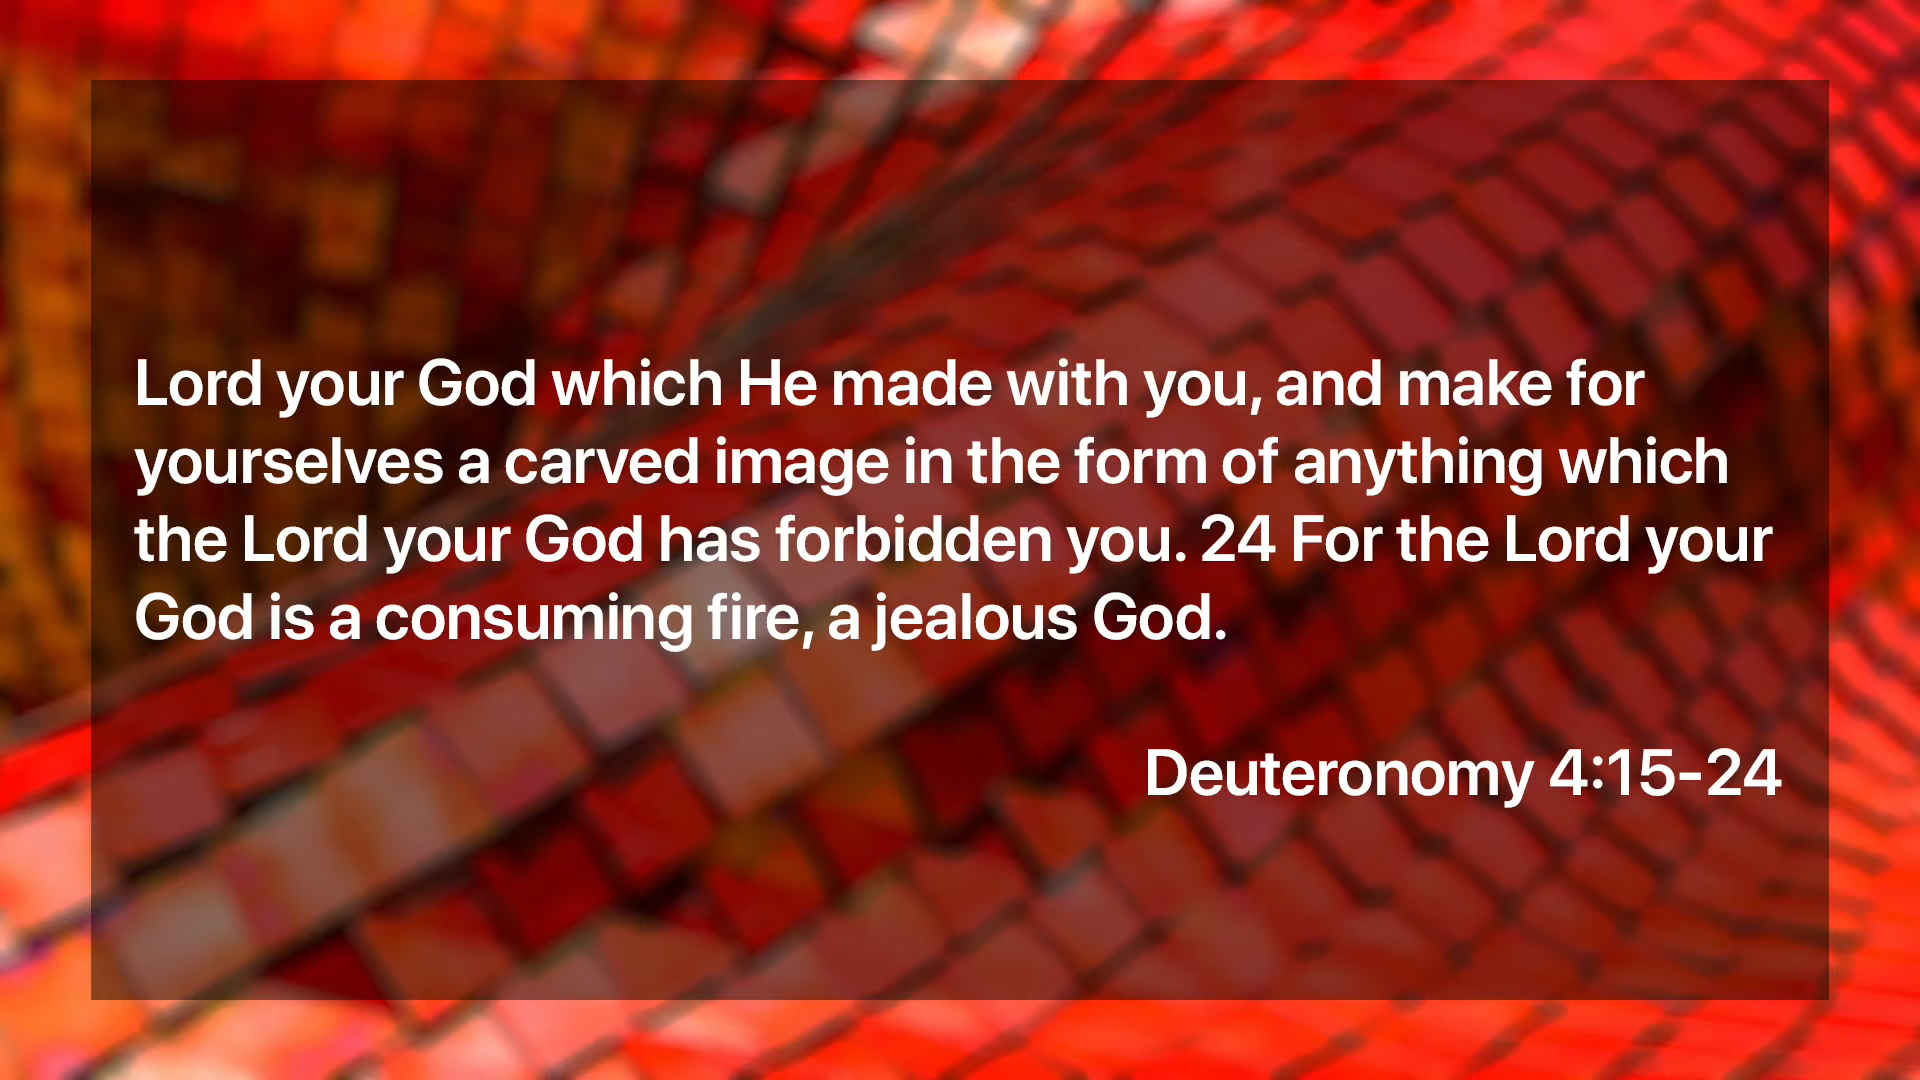 Lord your God which He made with you, and make for
yourselves a carved image in the form of anything which
the Lord your God has forbidden you. 24 For the Lord your
God is a consuming fire, a jealous God.
Deuteronomy 4:15-24